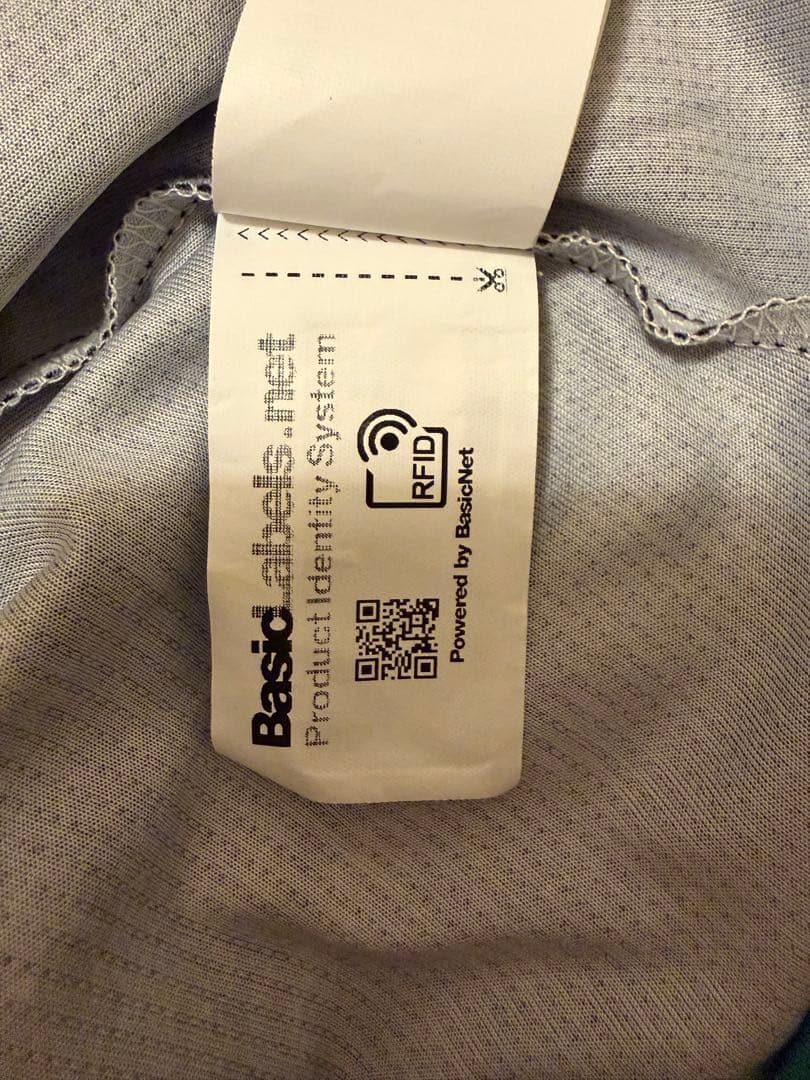 BasicLabels.net
Product Identity System
RFID
Powered by BasicNet